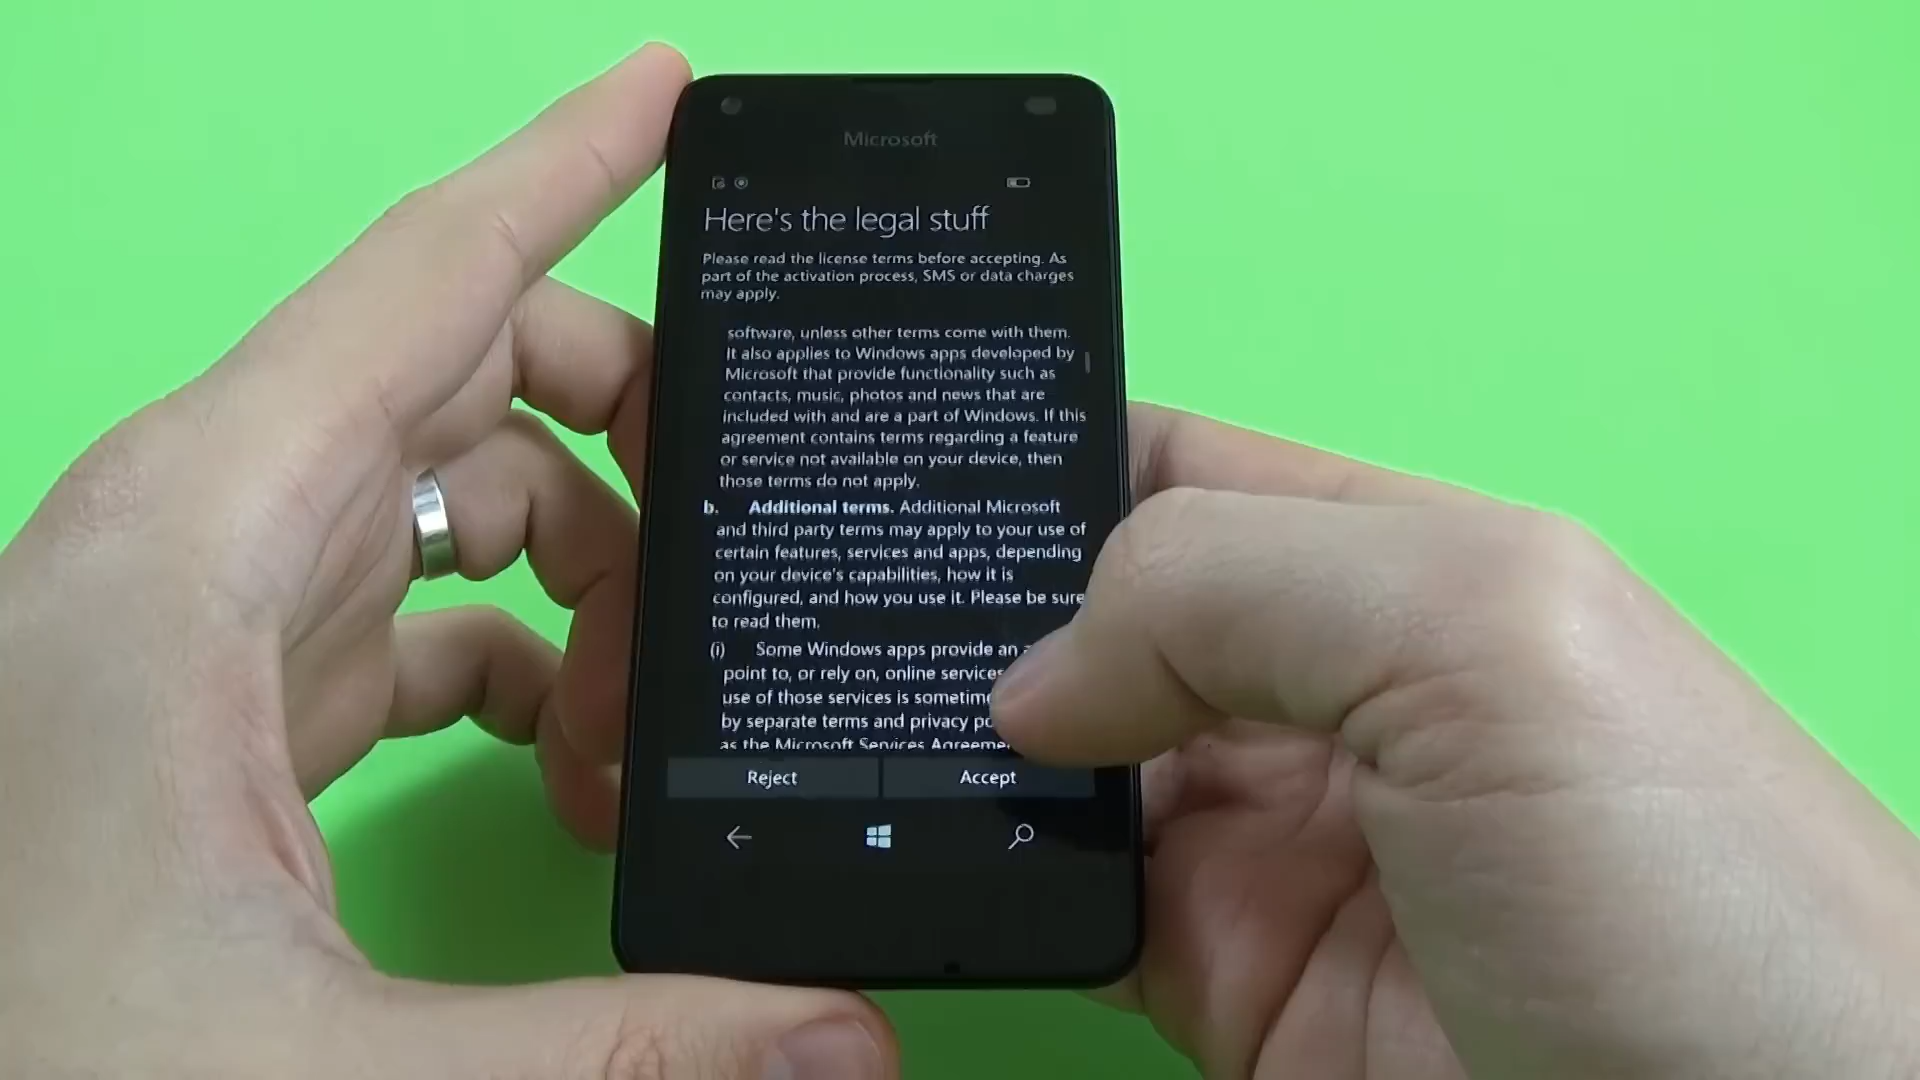 Microsoft
Here's the legal stuff
Please read the license terms before accepting. As
part of the activation process, SMS or data charges
may apply.
software, unless other terms come with them.
It also applies to Windows apps developed by
Microsoft that provide functionality such as
contacts, music, photos and news that are
included with and are a part of Windows. If this
agreement contains terms regarding a feature
or service not available on your device, then
those terms do not apply.
b. Additional terms. Additional Microsoft
and third party terms may apply to your use of
certain features, services and apps, depending
on your device's capabilities, how it is
configured, and how you use it. Please be sure
to read them.
(i) Some Windows apps provide an
point to, or rely on, online services
use of those services is
by separate terms and privacy
as the Microsoft Services
Reject Accept